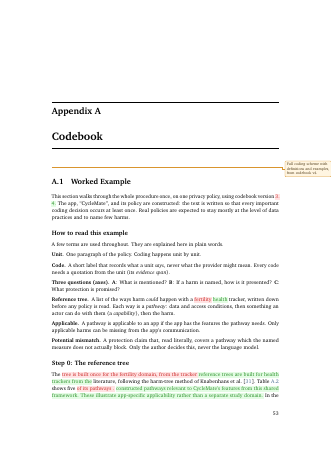 Appendix A
Codebook
Full coding scheme with
definitions and examples,
from codebook v4.
A.1 Worked Example
This section walks through the whole procedure once, on one privacy policy, using codebook version 3
4. The app, "CycleMate", and its policy are constructed: the text is written so that every important
coding decision occurs at least once. Real policies are expected to stay mostly at the level of data
practices and to name few harms.
How to read this example
A few terms are used throughout. They are explained here in plain words.
Unit. One paragraph of the policy. Coding happens unit by unit.
Code. A short label that records what a unit says, never what the provider might mean. Every code
needs a quotation from the unit (its evidence span).
Three questions (axes). A: What is mentioned? B: If a harm is named, how is it presented? C:
What protection is promised?
Reference tree. A list of the ways harm could happen with a fertility health tracker, written down
before any policy is read. Each way is a pathway: data and access conditions, then something an
actor can do with them (a capability), then the harm.
Applicable. A pathway is applicable to an app if the app has the features the pathway needs. Only
applicable harms can be missing from the app's communication.
Potential mismatch. A protection claim that, read literally, covers a pathway which the named
measure does not actually block. Only the author decides this, never the language model.
Step 0: The reference tree
The tree is built once for the fertility domain, from the tracker reference trees are built for health
trackers from the literature, following the harm-tree method of Knabenhans et al. [11]. Table A.2
shows five of its pathways : constructed pathways relevant to CycleMate's features from this shared
framework. These illustrate app-specific applicability rather than a separate study domain. In the
53